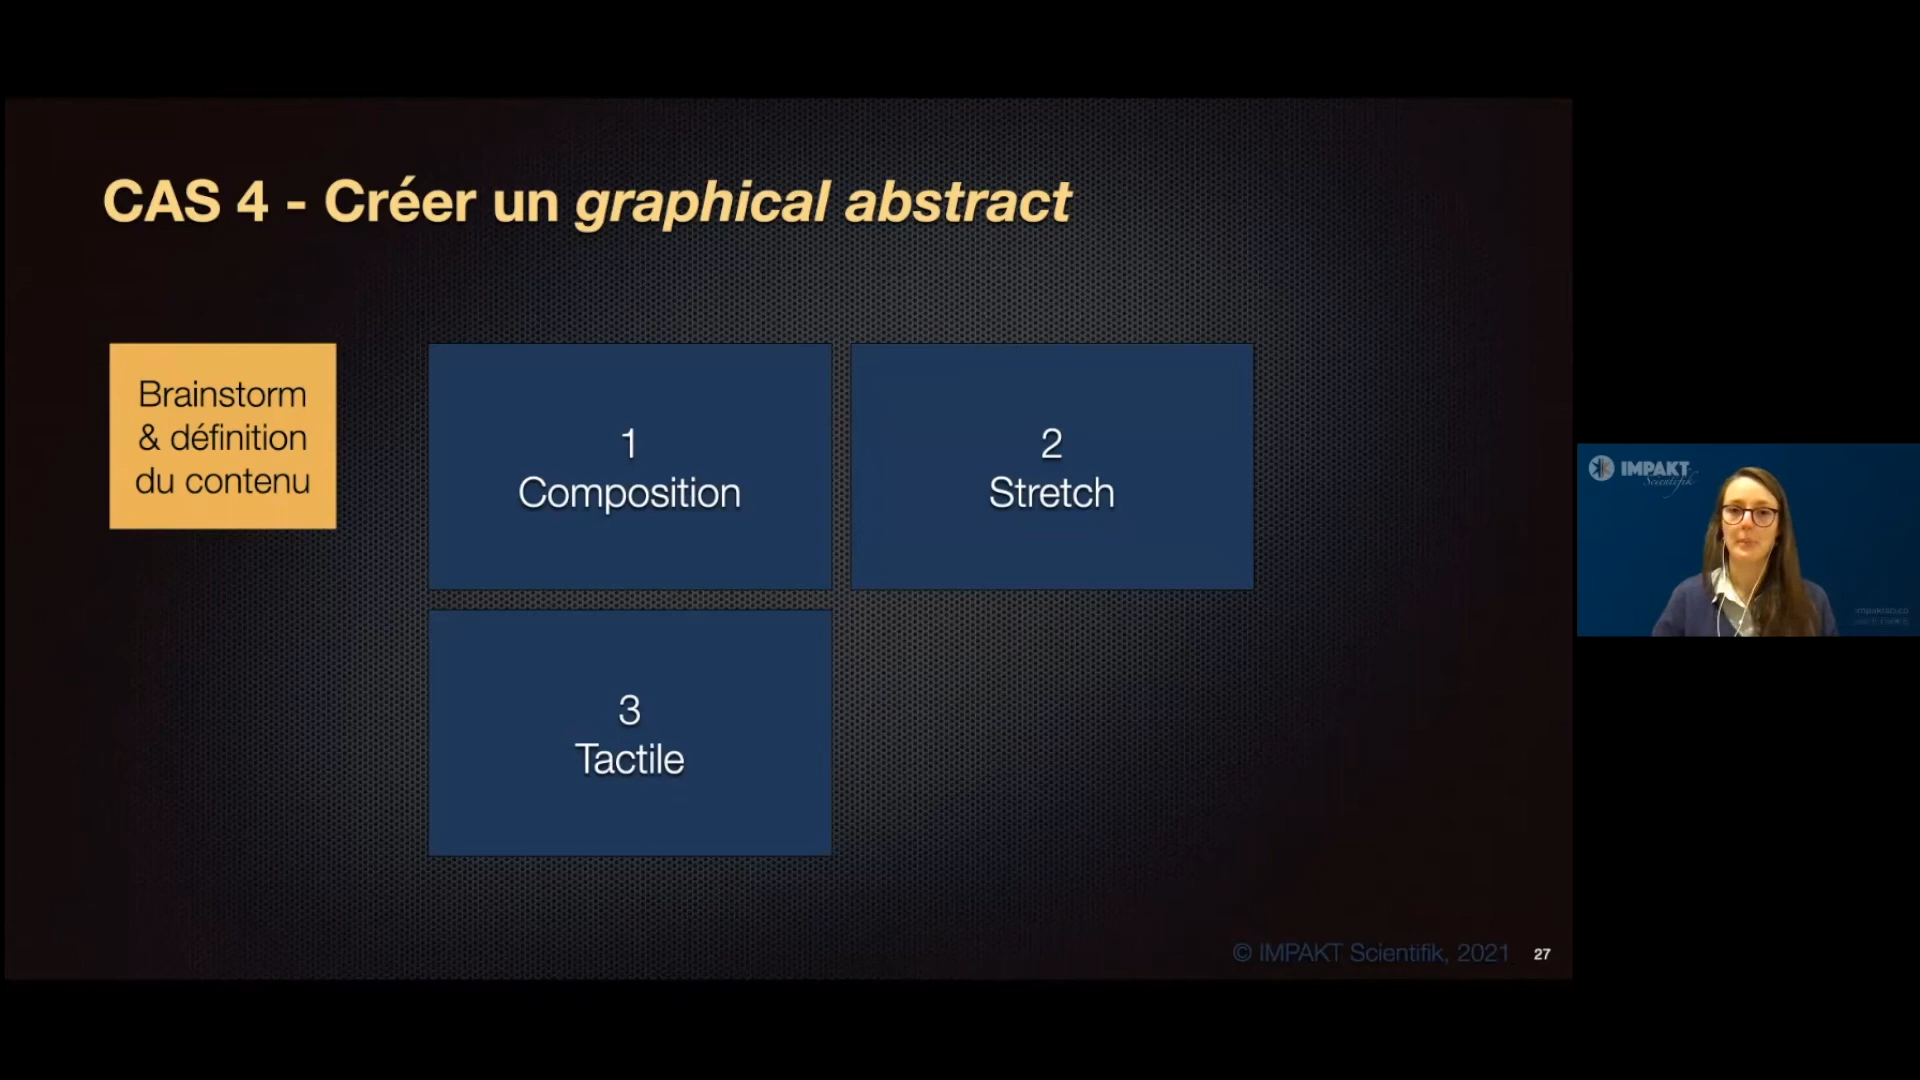 CAS 4 - Créer un graphical abstract
Brainstorm
& définition
du contenu
1
Composition
2
Stretch
3
Tactile
© IMPAKT Scientifik, 2021
27
IMPAKT
Scientifik